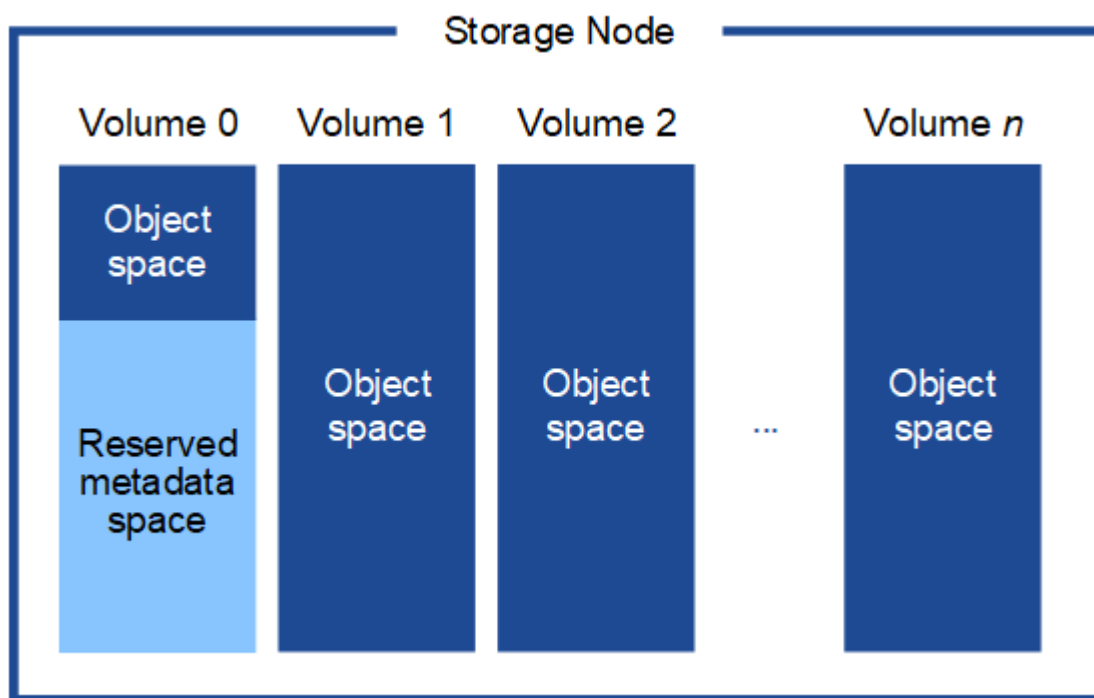 Storage Node
Volume 0
Volume 1
Volume 2
Volume n
Object
space
Reserved
metadata
space
Object
space
Object
space
...
Object
space